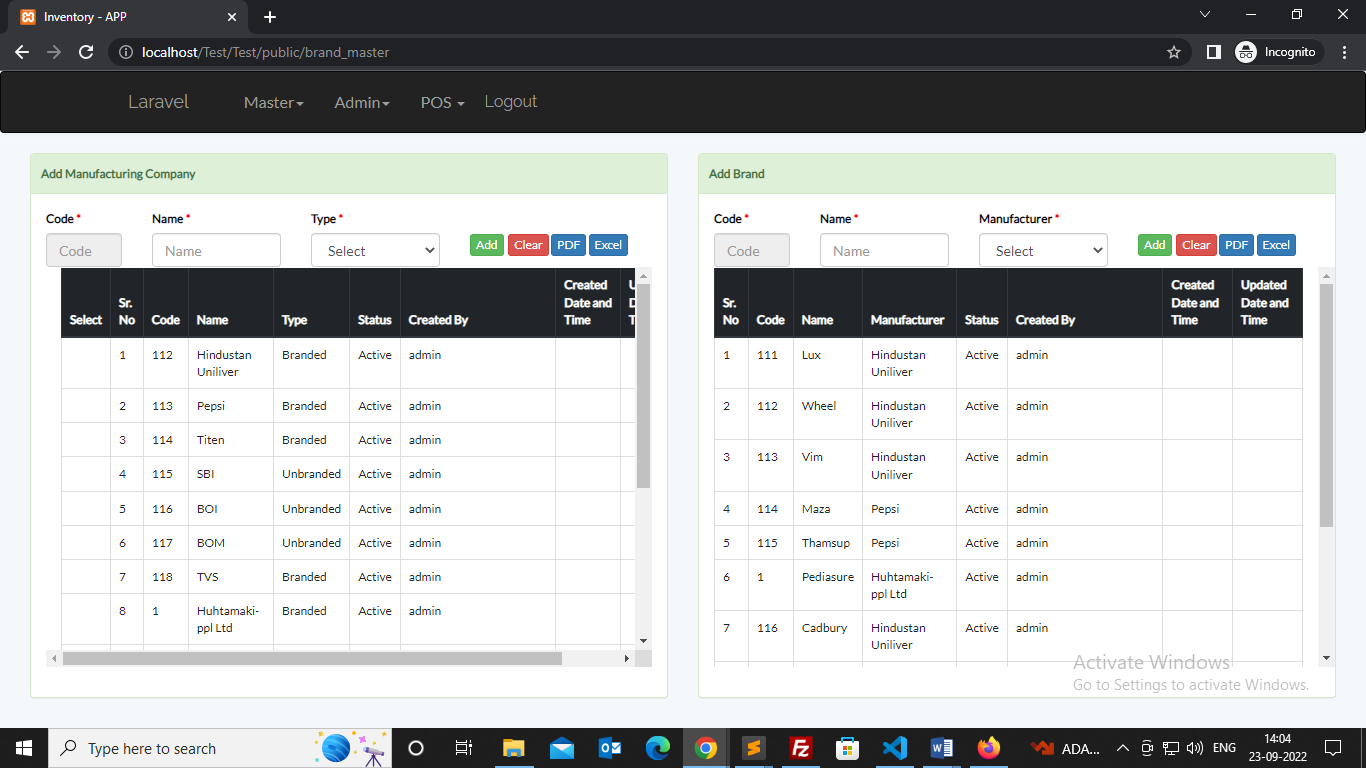 Inventory - APP
localhost/Test/Test/public/brand_master
Incognito
Laravel Master Admin POS Logout
Add Manufacturing Company
Code * Name * Type *
Code Name Select Add Clear PDF Excel
Select Sr. No Code Name Type Status Created By Created Date and Time
1 112 Hindustan Uniliver Branded Active admin
2 113 Pepsi Branded Active admin
3 114 Titen Branded Active admin
4 115 SBI Unbranded Active admin
5 116 BOI Unbranded Active admin
6 117 BOM Unbranded Active admin
7 118 TVS Branded Active admin
8 1 Huhtamaki-ppl Ltd Branded Active admin
Add Brand
Code * Name * Manufacturer *
Code Name Select Add Clear PDF Excel
Sr. No Code Name Manufacturer Status Created By Created Date and Time Updated Date and Time
1 111 Lux Hindustan Uniliver Active admin
2 112 Wheel Hindustan Uniliver Active admin
3 113 Vim Hindustan Uniliver Active admin
4 114 Maza Pepsi Active admin
5 115 Thamsup Pepsi Active admin
6 1 Pediasure Huhtamaki-ppl Ltd Active admin
7 116 Cadbury Hindustan Uniliver Active admin
Activate Windows
Go to Settings to activate Windows.
Type here to search
ADA...
ENG
14:04
23-09-2022